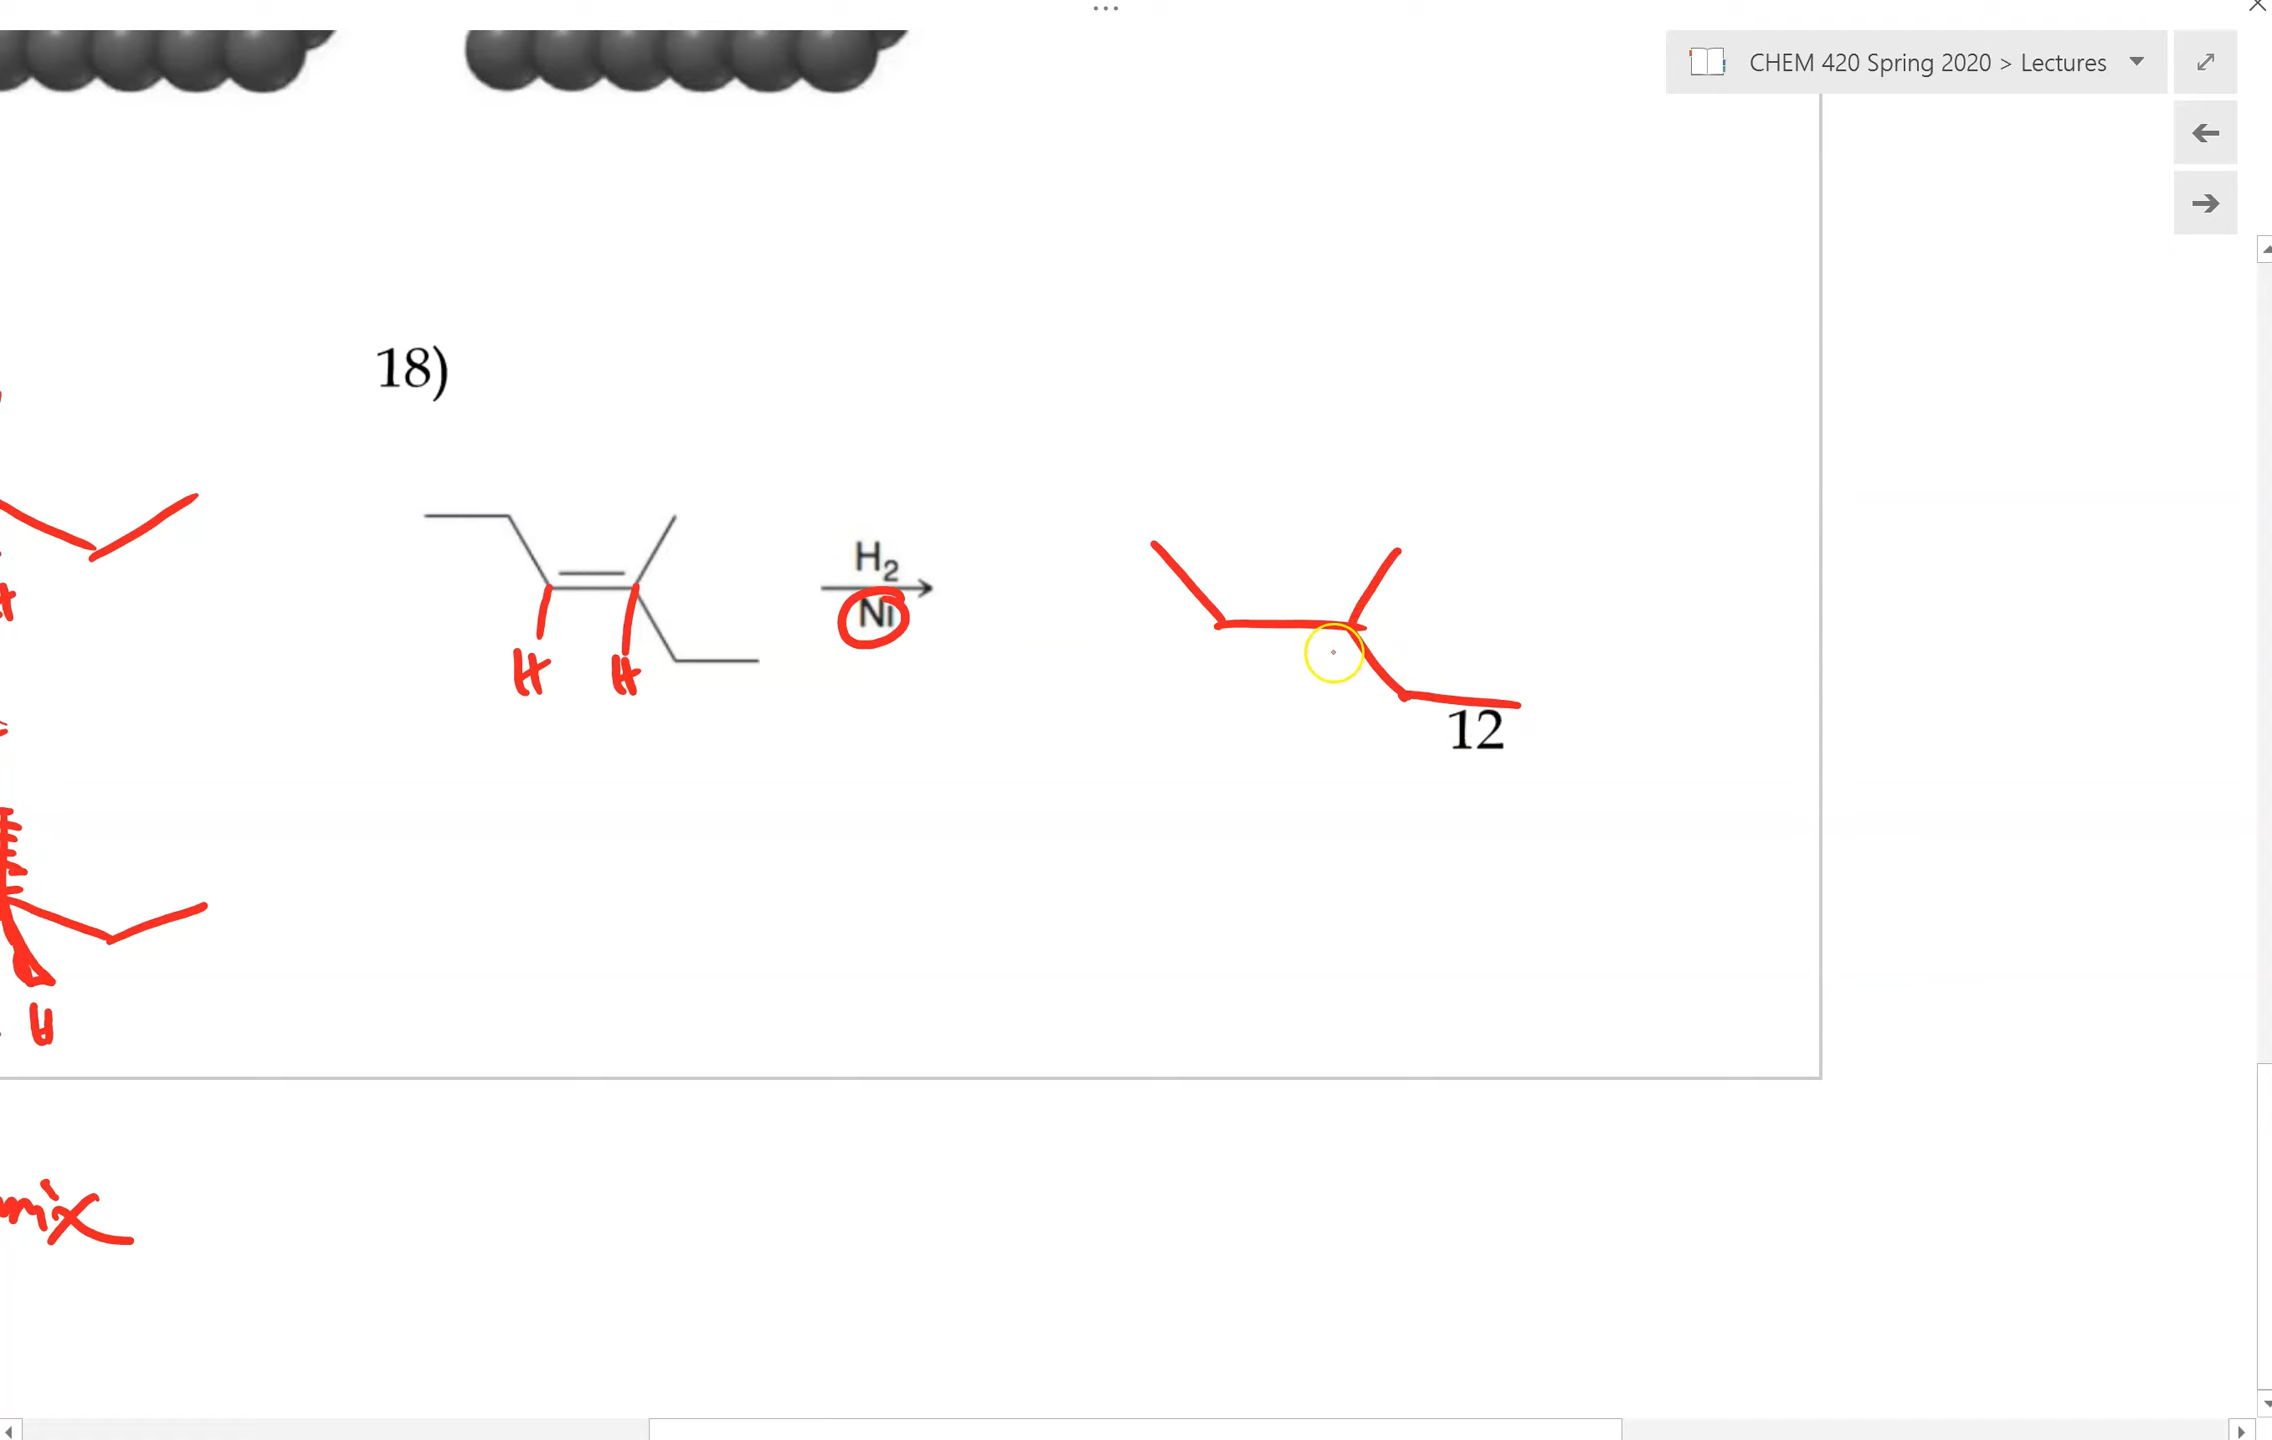 CHEM 420 Spring 2020 > Lectures
18)
H₂
Ni
H H
12
H
mix